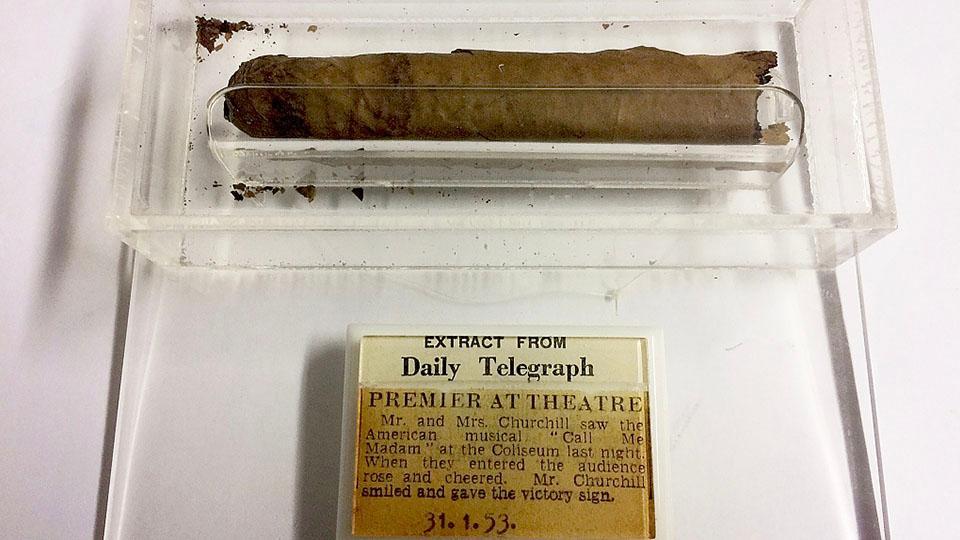 EXTRACT FROM
Daily Telegraph
PREMIER AT THEATRE
Mr. and Mrs. Churchill saw the
American musical "Call Me
Madam" at the Coliseum last night.
When they entered the audience
rose and cheered. Mr. Churchill
smiled and gave the victory sign.
31.1.53.